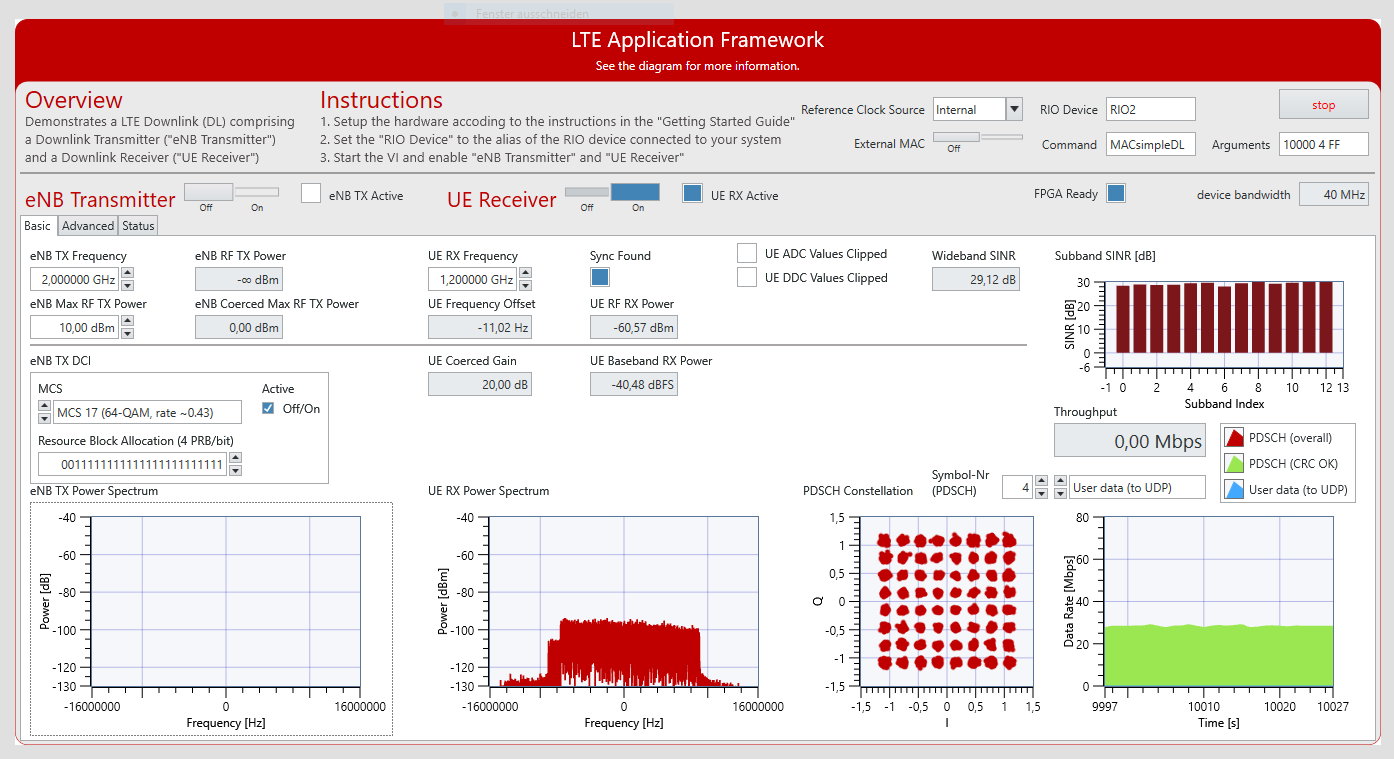 Fenster ausschneiden
LTE Application Framework
See the diagram for more information.
Overview
Demonstrates a LTE Downlink (DL) comprising
a Downlink Transmitter ("eNB Transmitter")
and a Downlink Receiver ("UE Receiver")
Instructions
1. Setup the hardware accoding to the instructions in the "Getting Started Guide"
2. Set the "RIO Device" to the alias of the RIO device connected to your system
3. Start the VI and enable "eNB Transmitter" and "UE Receiver"
Reference Clock Source Internal
RIO Device RIO2
stop
External MAC Off
Command MACsimpleDL
Arguments 10000 4 FF
eNB Transmitter Off On
eNB TX Active
UE Receiver Off On
UE RX Active
FPGA Ready
device bandwidth 40 MHz
Basic Advanced Status
eNB TX Frequency
2,000000 GHz
eNB RF TX Power
-∞ dBm
eNB Max RF TX Power
10,00 dBm
eNB Coerced Max RF TX Power
0,00 dBm
UE RX Frequency
1,200000 GHz
Sync Found
UE Frequency Offset
-11,02 Hz
UE RF RX Power
-60,57 dBm
UE ADC Values Clipped
UE DDC Values Clipped
Wideband SINR
29,12 dB
Subband SINR [dB]
SINR [dB]
30
20
10
0
-6
-1 0 2 4 6 8 10 12 13
Subband Index
eNB TX DCI
MCS
MCS 17 (64-QAM, rate ~0.43)
Active
Off/On
Resource Block Allocation (4 PRB/bit)
0011111111111111111111111
UE Coerced Gain
20,00 dB
UE Baseband RX Power
-40,48 dBFS
Throughput
0,00 Mbps
PDSCH (overall)
PDSCH (CRC OK)
User data (to UDP)
Symbol-Nr
(PDSCH)
4
User data (to UDP)
eNB TX Power Spectrum
Power [dB]
-40
-60
-80
-100
-120
-130
-16000000 0 16000000
Frequency [Hz]
UE RX Power Spectrum
Power [dBm]
-40
-60
-80
-100
-120
-130
-16000000 0 16000000
Frequency [Hz]
PDSCH Constellation
Q
1,5
1
0,5
0
-0,5
-1
-1,5
-1,5 -1 -0,5 0 0,5 1 1,5
I
Data Rate [Mbps]
80
60
40
20
0
9997 10010 10020 10027
Time [s]